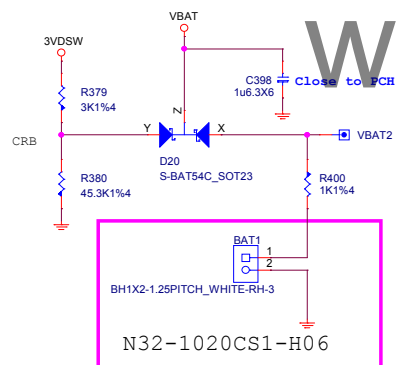 VBAT
3VDSW
W
R379
3K1%4
C398
1u6.3X6
Close to PCH
Z
CRB
Y
X
VBAT2
D20
S-BAT54C_SOT23
R380
45.3K1%4
R400
1K1%4
BAT1
1
2
BH1X2-1.25PITCH_WHITE-RH-3
N32-1020CS1-H06